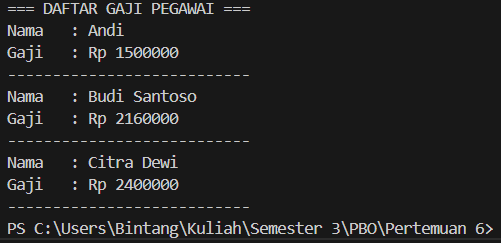 === DAFTAR GAJI PEGAWAI ===
Nama   : Andi
Gaji   : Rp 1500000
---------------------------
Nama   : Budi Santoso
Gaji   : Rp 2160000
---------------------------
Nama   : Citra Dewi
Gaji   : Rp 2400000
---------------------------
PS C:\Users\Bintang\Kuliah\Semester 3\PBO\Pertemuan 6>